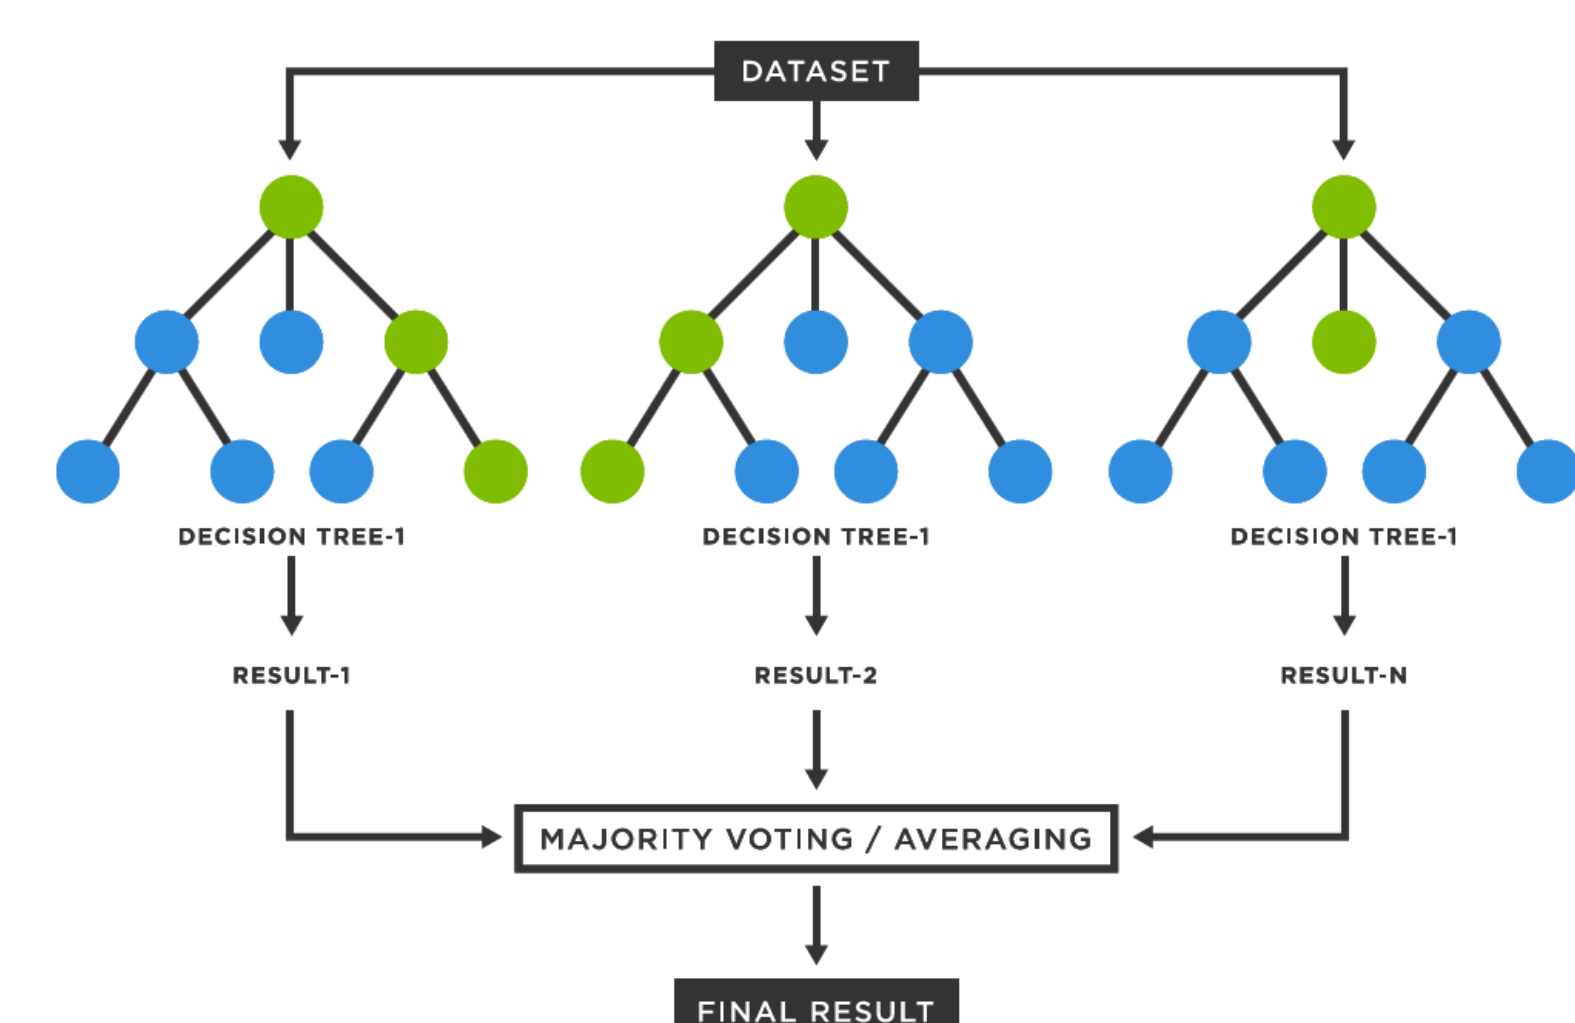 DATASET
DECISION TREE-1
DECISION TREE-1
DECISION TREE-1
RESULT-1
RESULT-2
RESULT-N
MAJORITY VOTING / AVERAGING
FINAL RESULT